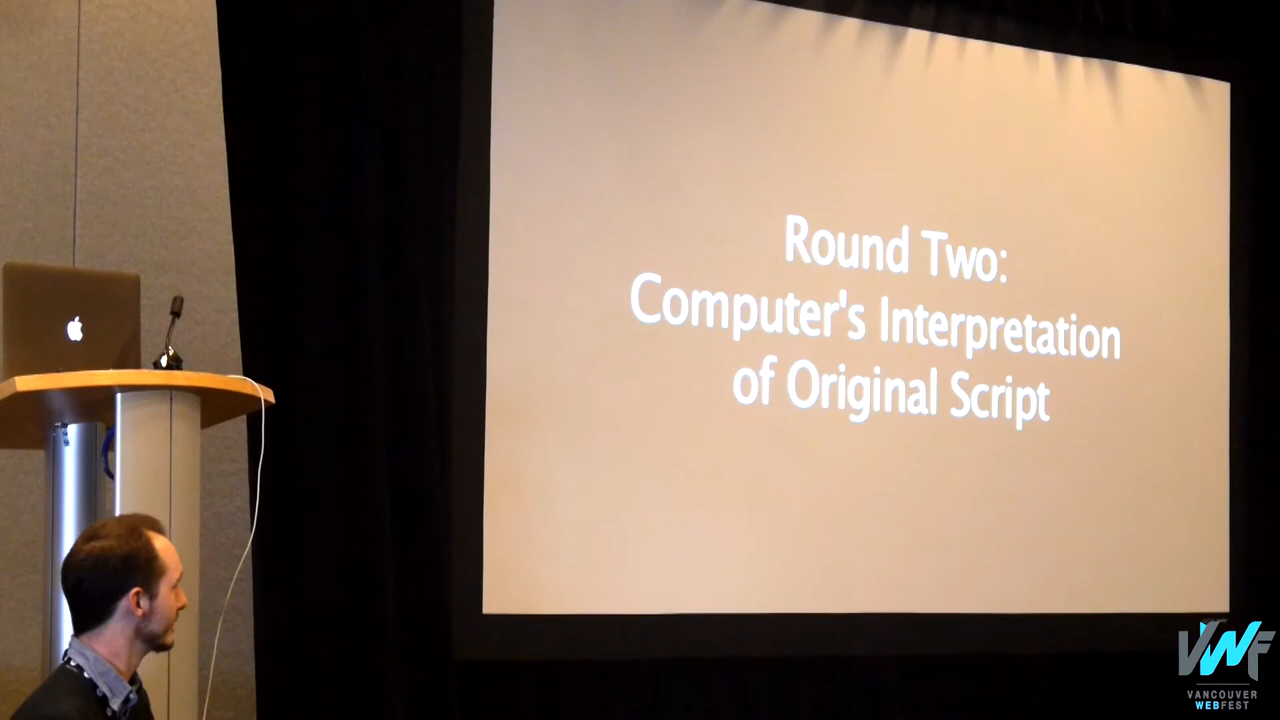 Round Two:
Computer's Interpretation
of Original Script
VWF
VANCOUVER
WEBFEST